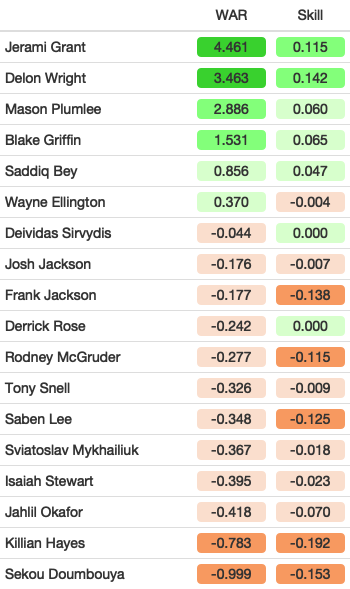 WAR Skill
Jerami Grant 4.461 0.115
Delon Wright 3.463 0.142
Mason Plumlee 2.886 0.060
Blake Griffin 1.531 0.065
Saddiq Bey 0.856 0.047
Wayne Ellington 0.370 -0.004
Deividas Sirvydis -0.044 0.000
Josh Jackson -0.176 -0.007
Frank Jackson -0.177 -0.138
Derrick Rose -0.242 0.000
Rodney McGruder -0.277 -0.115
Tony Snell -0.326 -0.009
Saben Lee -0.348 -0.125
Sviatoslav Mykhailiuk -0.367 -0.018
Isaiah Stewart -0.395 -0.023
Jahlil Okafor -0.418 -0.070
Killian Hayes -0.783 -0.192
Sekou Doumbouya -0.999 -0.153